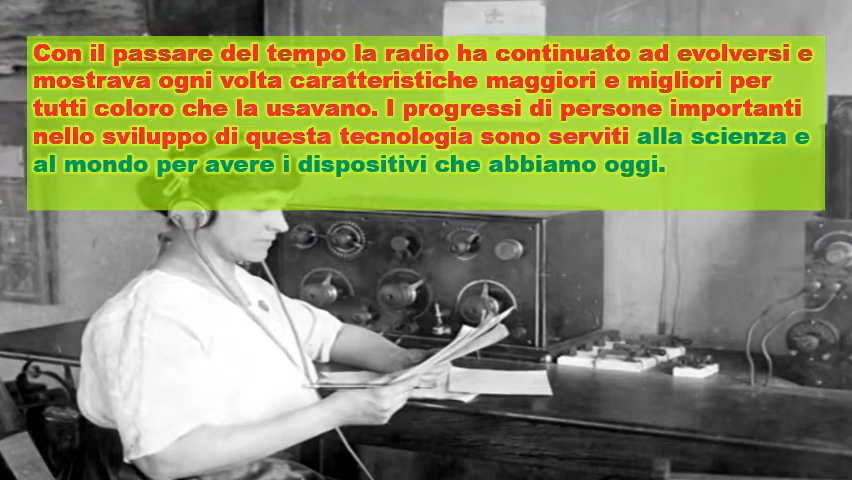 Con il passare del tempo la radio ha continuato ad evolversi e
mostrava ogni volta caratteristiche maggiori e migliori per
tutti coloro che la usavano. I progressi di persone importanti
nello sviluppo di questa tecnologia sono serviti alla scienza e
al mondo per avere i dispositivi che abbiamo oggi.